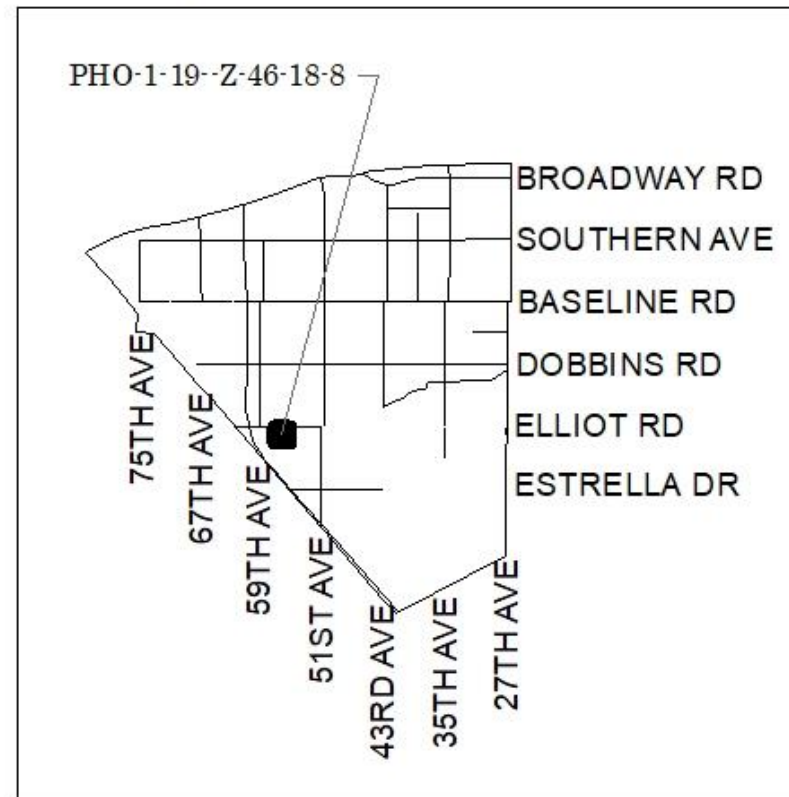 PHO-1-19--Z-46-18-8
BROADWAY RD
SOUTHERN AVE
BASELINE RD
DOBBINS RD
ELLIOT RD
ESTRELLA DR
75TH AVE
67TH AVE
59TH AVE
51ST AVE
43RD AVE
35TH AVE
27TH AVE